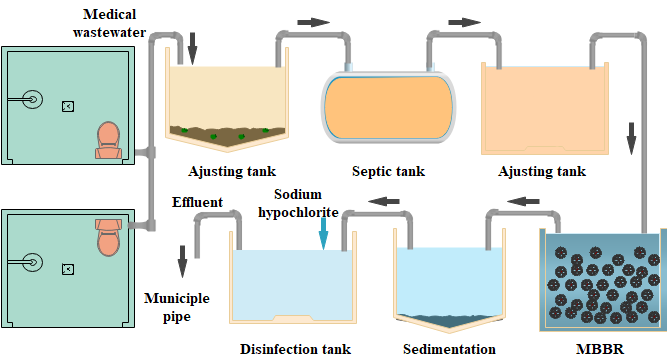 Medical
wastewater
Ajusting tank
Septic tank
Ajusting tank
Effluent
Sodium
hypochlorite
Municiple
pipe
Disinfection tank
Sedimentation
MBBR